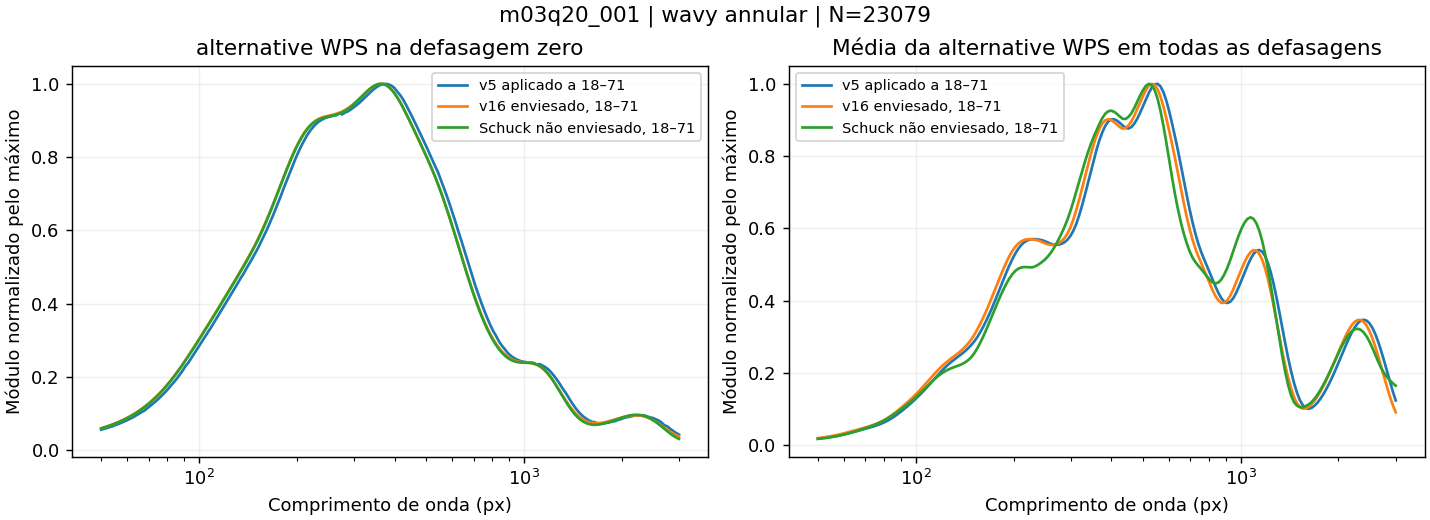 m03q20_001 | wavy annular | N=23079
alternative WPS na defasagem zero
Módulo normalizado pelo máximo
1.0
0.8
0.6
0.4
0.2
0.0
v5 aplicado a 18–71
v16 enviesado, 18–71
Schuck não enviesado, 18–71
10²
10³
Comprimento de onda (px)
Média da alternative WPS em todas as defasagens
Módulo normalizado pelo máximo
1.0
0.8
0.6
0.4
0.2
0.0
v5 aplicado a 18–71
v16 enviesado, 18–71
Schuck não enviesado, 18–71
10²
10³
Comprimento de onda (px)